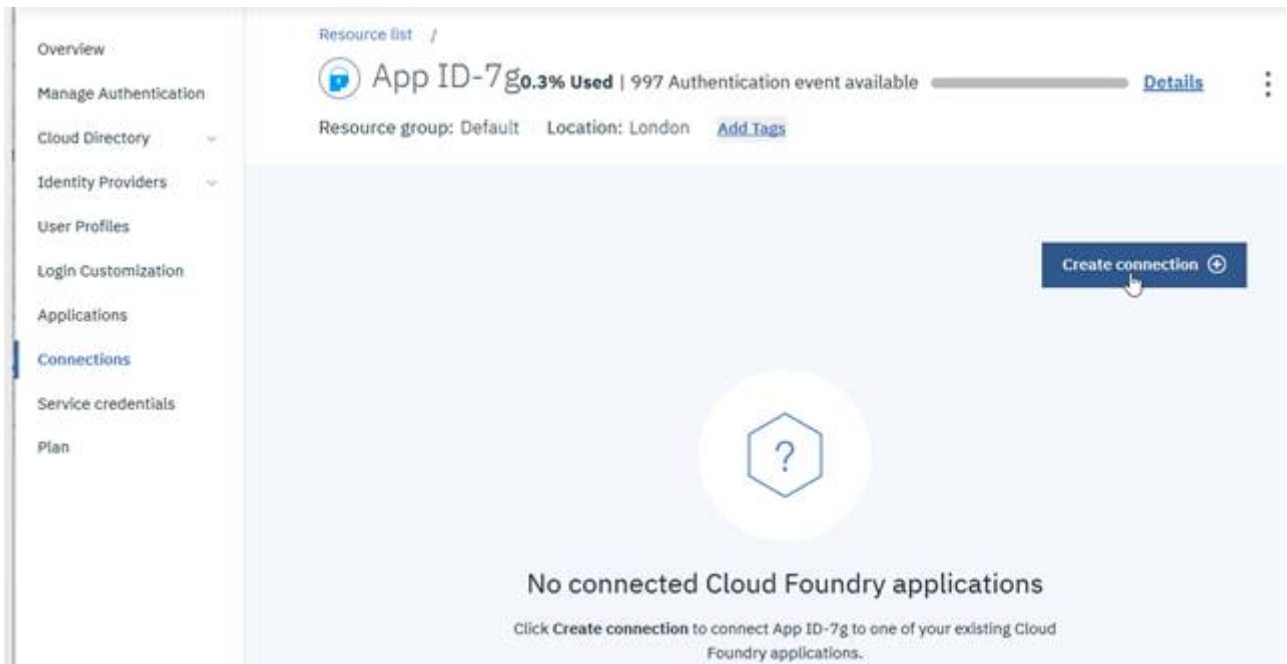 Overview
Manage Authentication
Cloud Directory
Identity Providers
User Profiles
Login Customization
Applications
Connections
Service credentials
Plan
Resource list /
App ID-7g 0.3% Used | 997 Authentication event available Details
Resource group: Default Location: London Add Tags
Create connection
?
No connected Cloud Foundry applications
Click Create connection to connect App ID-7g to one of your existing Cloud
Foundry applications.